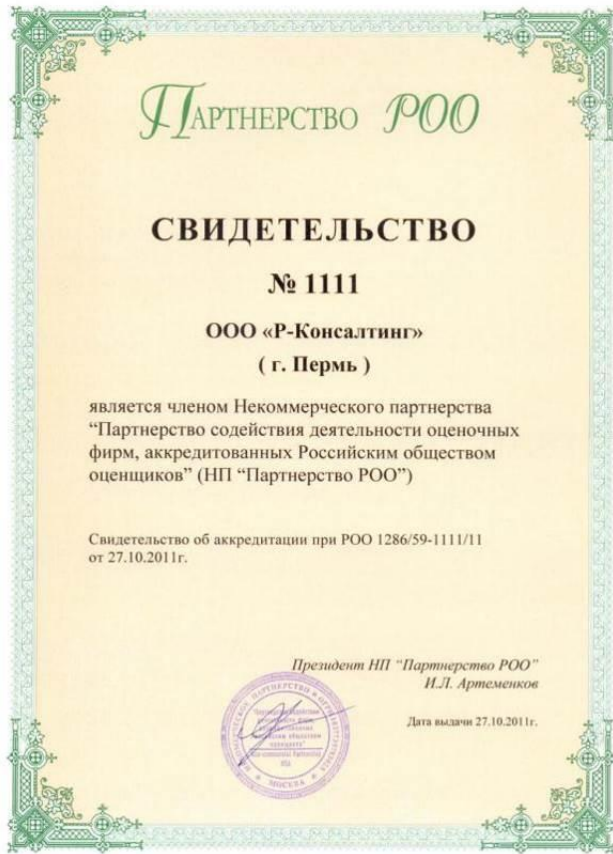 ПАРТНЕРСТВО РОО
СВИДЕТЕЛЬСТВО
№ 1111
ООО «Р-Консалтинг»
( г. Пермь )
является членом Некоммерческого партнерства
“Партнерство содействия деятельности оценочных
фирм, аккредитованных Российским обществом
оценщиков” (НП “Партнерство РОО”)
Свидетельство об аккредитации при РОО 1286/59-1111/11
от 27.10.2011г.
Президент НП “Партнерство РОО”
И.Л. Артеменков
Дата выдачи 27.10.2011г.
МОСКВА